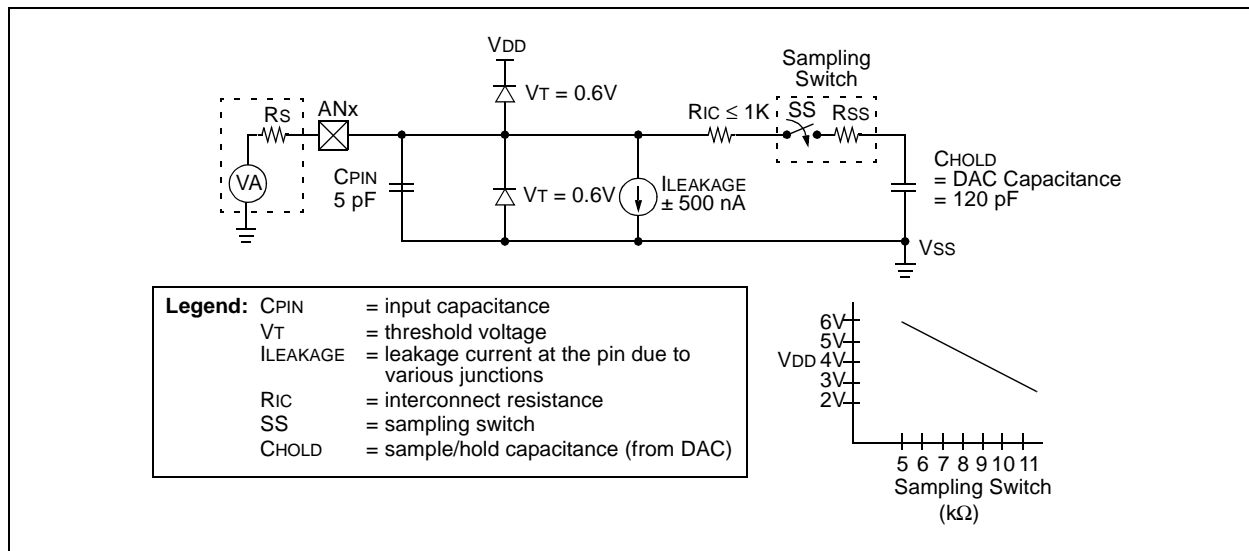 VDD
Sampling
Switch
VT = 0.6V
RS
ANx
RIC ≤ 1K
SS
RSS
CPIN
5 pF
VA
VT = 0.6V
ILEAKAGE
± 500 nA
CHOLD
= DAC Capacitance
= 120 pF
VSS
Legend: CPIN = input capacitance
VT = threshold voltage
ILEAKAGE = leakage current at the pin due to
various junctions
RIC = interconnect resistance
SS = sampling switch
CHOLD = sample/hold capacitance (from DAC)
6V
5V
VDD 4V
3V
2V
5 6 7 8 9 10 11
Sampling Switch
(kΩ)